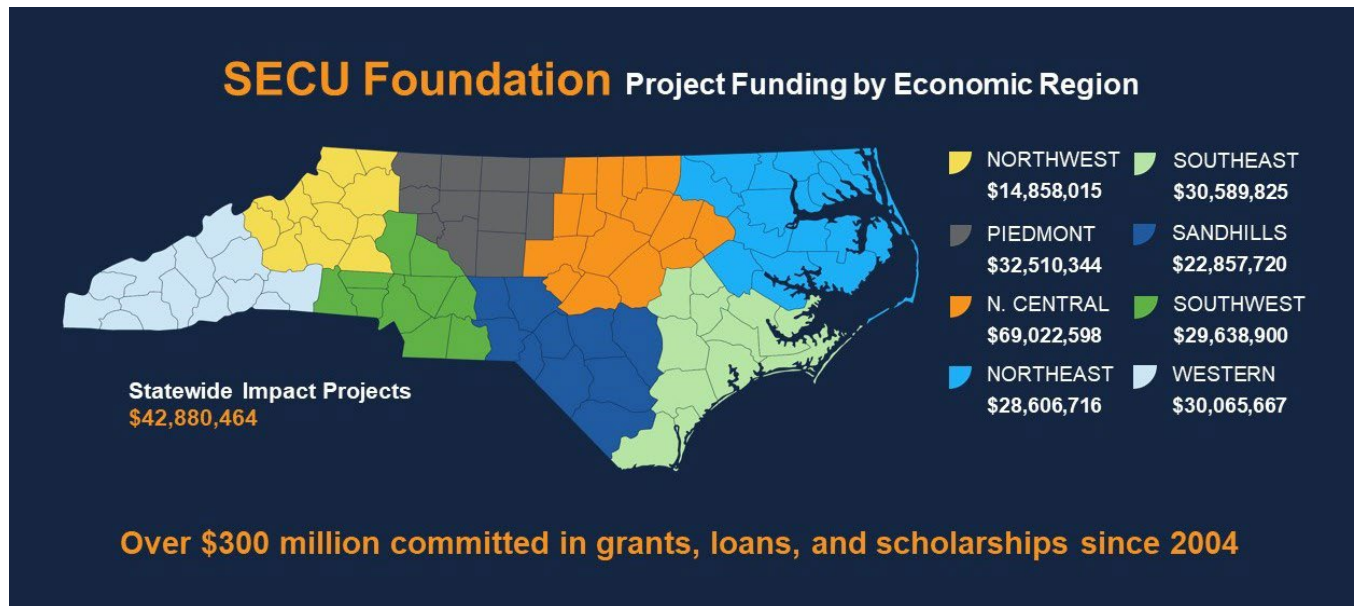 SECU Foundation Project Funding by Economic Region
NORTHWEST
$14,858,015
SOUTHEAST
$30,589,825
PIEDMONT
$32,510,344
SANDHILLS
$22,857,720
N. CENTRAL
$69,022,598
SOUTHWEST
$29,638,900
NORTHEAST
$28,606,716
WESTERN
$30,065,667
Statewide Impact Projects
$42,880,464
Over $300 million committed in grants, loans, and scholarships since 2004